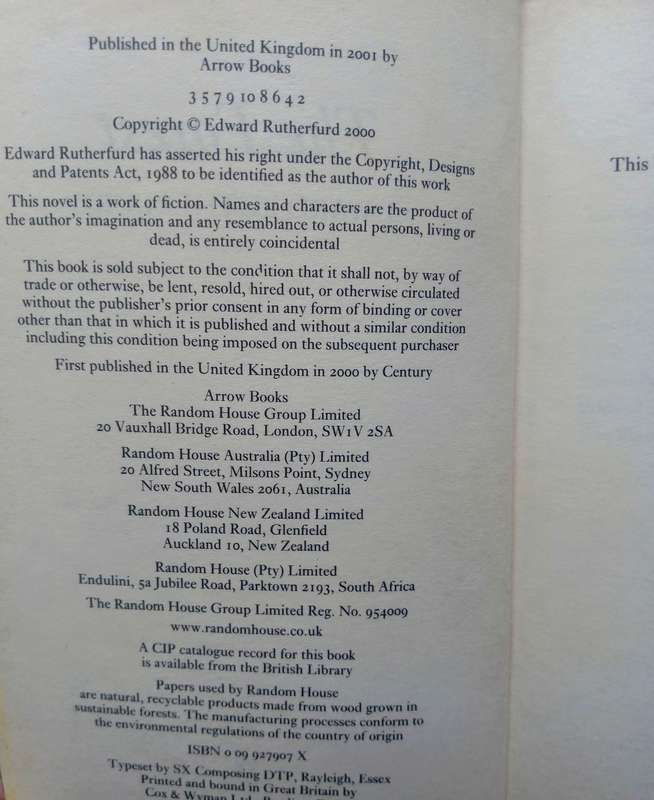 Published in the United Kingdom in 2001 by
Arrow Books
3 5 7 9 10 8 6 4 2
Copyright © Edward Rutherfurd 2000
Edward Rutherfurd has asserted his right under the Copyright, Designs
and Patents Act, 1988 to be identified as the author of this work
This novel is a work of fiction. Names and characters are the product of
the author's imagination and any resemblance to actual persons, living or
dead, is entirely coincidental
This book is sold subject to the condition that it shall not, by way of
trade or otherwise, be lent, resold, hired out, or otherwise circulated
without the publisher's prior consent in any form of binding or cover
other than that in which it is published and without a similar condition
including this condition being imposed on the subsequent purchaser
First published in the United Kingdom in 2000 by Century
Arrow Books
The Random House Group Limited
20 Vauxhall Bridge Road, London, SW1V 2SA
Random House Australia (Pty) Limited
20 Alfred Street, Milsons Point, Sydney
New South Wales 2061, Australia
Random House New Zealand Limited
18 Poland Road, Glenfield
Auckland 10, New Zealand
Random House (Pty) Limited
Endulini, 5a Jubilee Road, Parktown 2193, South Africa
The Random House Group Limited Reg. No. 954009
www.randomhouse.co.uk
A CIP catalogue record for this book
is available from the British Library
Papers used by Random House
are natural, recyclable products made from wood grown in
sustainable forests. The manufacturing processes conform to
the environmental regulations of the country of origin
ISBN 0 09 927907 X
Typeset by SX Composing DTP, Rayleigh, Essex
Printed and bound in Great Britain by
Cox & Wyman Ltd
This